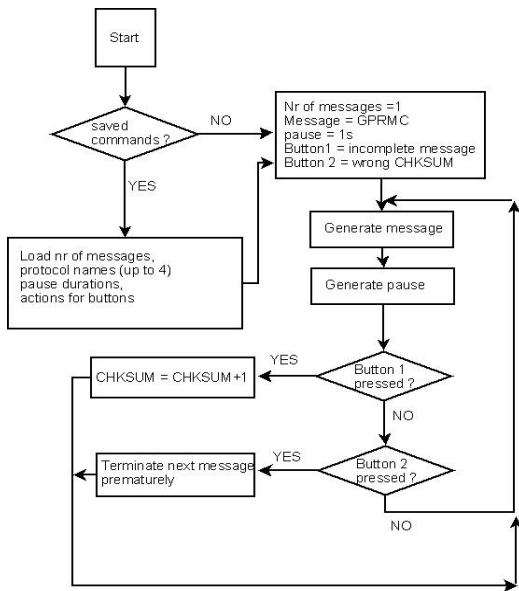 Start
saved
commands ?
NO
YES
Nr of messages =1
Message = GPRMC
pause = 1s
Button1 = incomplete message
Button 2 = wrong CHKSUM
Load nr of messages,
protocol names (up to 4)
pause durations,
actions for buttons
Generate message
Generate pause
Button 1
pressed ?
YES
CHKSUM = CHKSUM+1
NO
Button 2
pressed ?
YES
Terminate next message
prematurely
NO